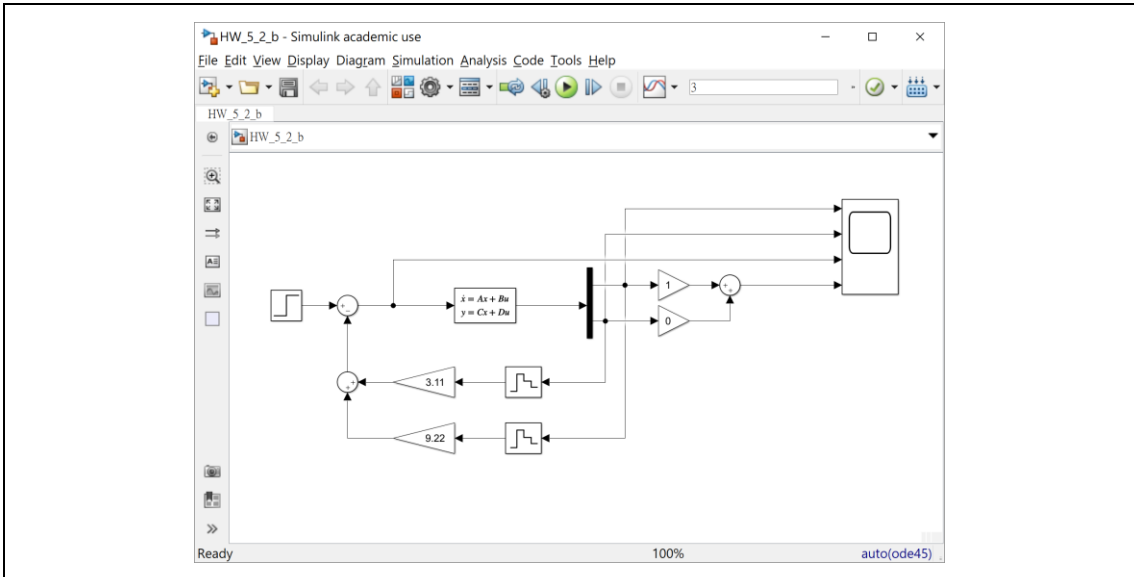 HW_5_2_b - Simulink academic use
File Edit View Display Diagram Simulation Analysis Code Tools Help
3
HW_5_2_b
HW_5_2_b
ẋ = Ax + Bu
y = Cx + Du
1
0
3.11
9.22
Ready 100% auto(ode45)